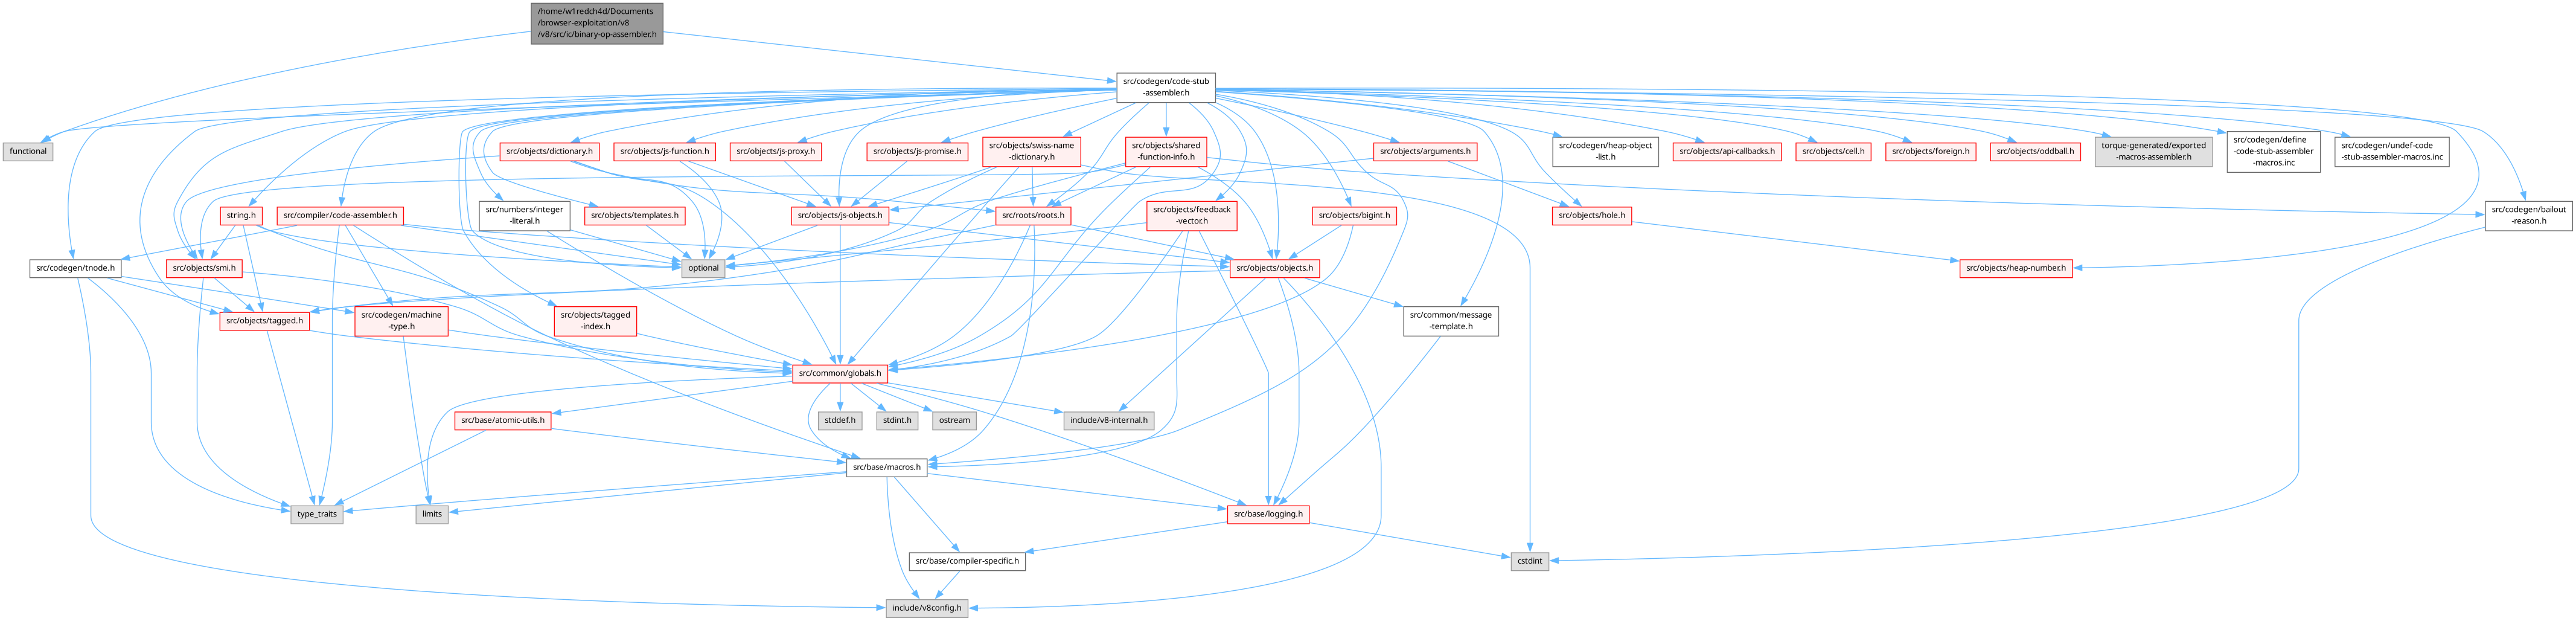 /home/w1redch4d/Documents
/browser-exploitation/v8
/v8/src/ic/binary-op-assembler.h
src/codegen/code-stub
-assembler.h
functional
src/objects/dictionary.h
src/objects/js-function.h
src/objects/js-proxy.h
src/objects/js-promise.h
src/objects/swiss-name
-dictionary.h
src/objects/shared
-function-info.h
src/objects/arguments.h
src/codegen/heap-object
-list.h
src/objects/api-callbacks.h
src/objects/cell.h
src/objects/foreign.h
src/objects/oddball.h
torque-generated/exported
-macros-assembler.h
src/codegen/define
-code-stub-assembler
-macros.inc
src/codegen/undef-code
-stub-assembler-macros.inc
string.h
src/compiler/code-assembler.h
src/numbers/integer
-literal.h
src/objects/templates.h
src/objects/js-objects.h
src/roots/roots.h
src/objects/feedback
-vector.h
src/objects/bigint.h
src/objects/hole.h
src/codegen/bailout
-reason.h
src/codegen/tnode.h
src/objects/smi.h
optional
src/objects/objects.h
src/objects/heap-number.h
src/objects/tagged.h
src/codegen/machine
-type.h
src/objects/tagged
-index.h
src/common/message
-template.h
src/common/globals.h
src/base/atomic-utils.h
stddef.h
stdint.h
ostream
include/v8-internal.h
src/base/macros.h
type_traits
limits
src/base/logging.h
src/base/compiler-specific.h
cstdint
include/v8config.h